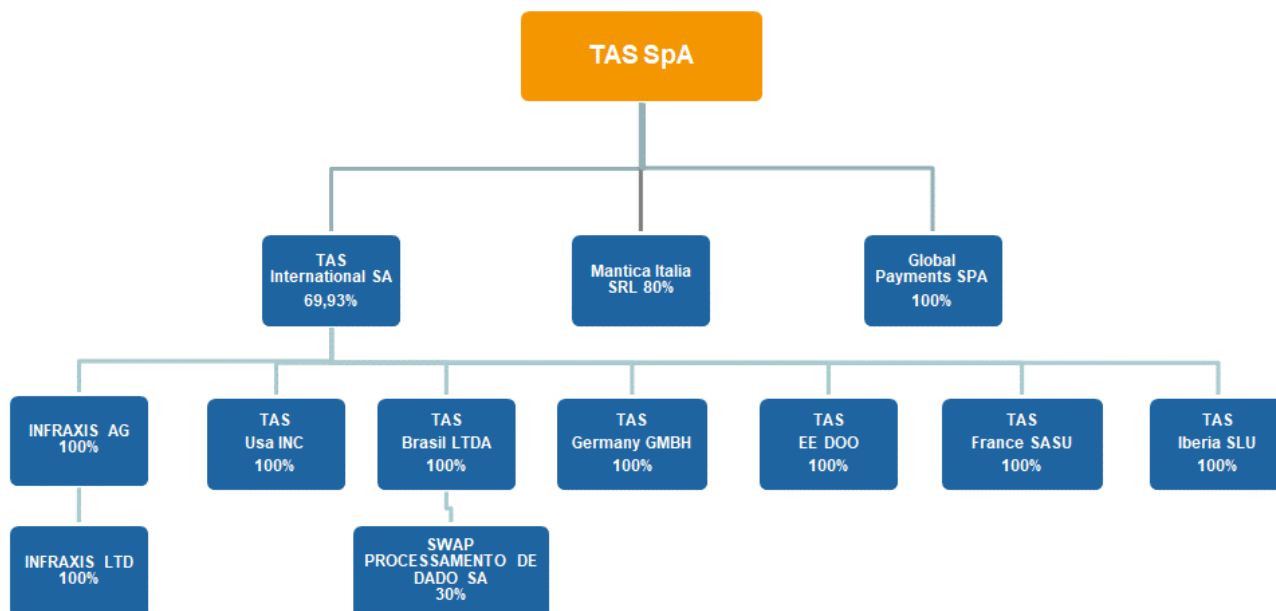 TAS SpA
TAS
International SA
69,93%
Mantica Italia
SRL 80%
Global
Payments SPA
100%
INFRAXIS AG
100%
TAS
Usa INC
100%
TAS
Brasil LTDA
100%
TAS
Germany GMBH
100%
TAS
EE DOO
100%
TAS
France SASU
100%
TAS
Iberia SLU
100%
INFRAXIS LTD
100%
SWAP
PROCESSAMENTO DE
DADO SA
30%